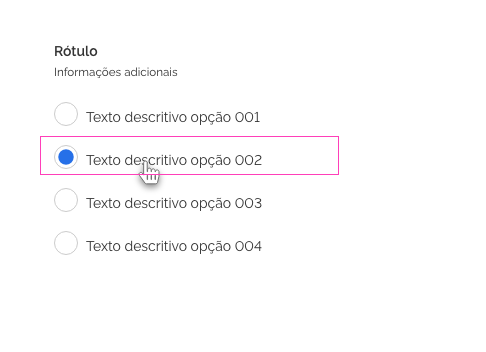 Rótulo
Informações adicionais
Texto descritivo opção 001
Texto descritivo opção 002
Texto descritivo opção 003
Texto descritivo opção 004